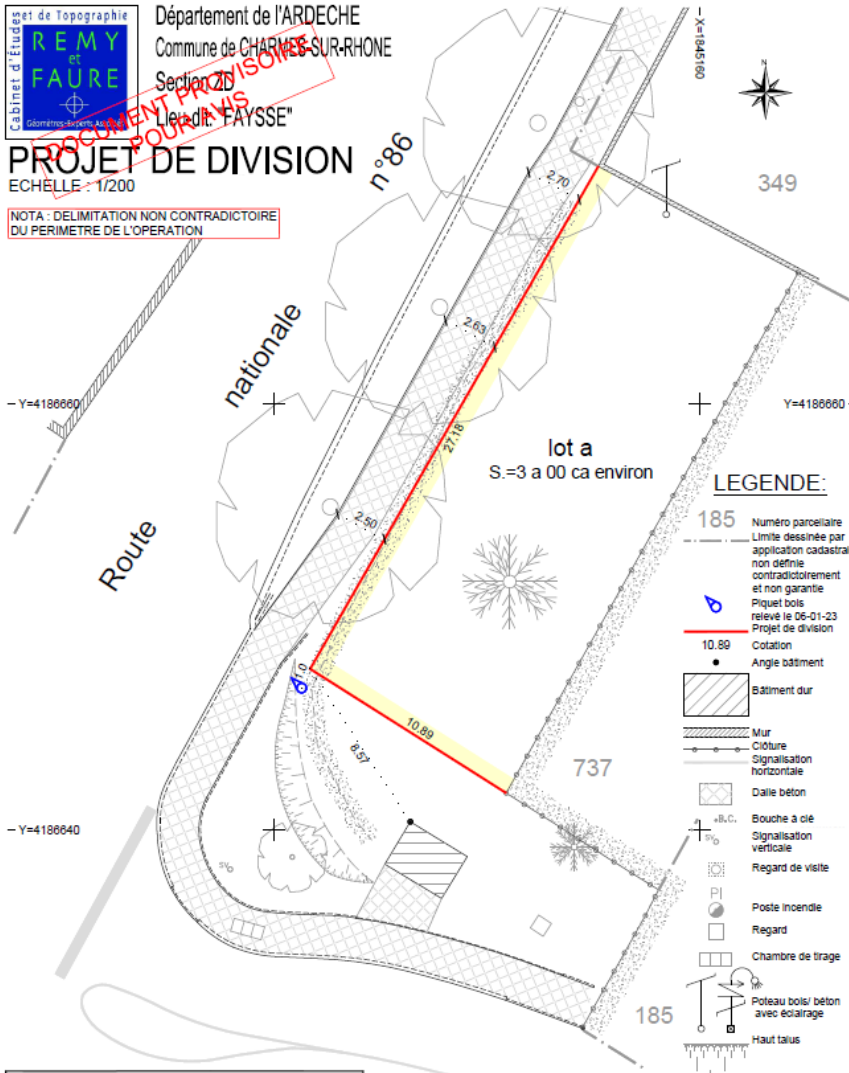 Cabinet d'Etudes et de Topographie
REMY
et
FAURE
Géomètres-Experts Associés
Département de l'ARDECHE
Commune de CHARMES-SUR-RHONE
Section ZD
Lieu-dit: "FAYSSE"
DOCUMENT PROVISOIRE
POUR AVIS
PROJET DE DIVISION
ECHELLE : 1/200
NOTA : DELIMITATION NON CONTRADICTOIRE
DU PERIMETRE DE L'OPERATION
X=1845160
N
349
n°86
nationale
Route
2.70
2.63
27.18
2.50
Y=4186660
Y=4186660
lot a
S.=3 a 00 ca environ
1.0
10.89
8.57
737
Y=4186640
SV
185
LEGENDE:
185 Numéro parcellaire
Limite dessinée par
application cadastral
non définie
contradictoirement
et non garantie
Piquet bois
relevé le 06-01-23
Projet de division
10.89 Cotation
Angle bâtiment
Bâtiment dur
Mur
Clôture
Signalisation
horizontale
Dalle béton
B.C. Bouche à clé
SV Signalisation
verticale
Regard de visite
PI
Poste incendie
Regard
Chambre de tirage
Poteau bois/ béton
avec éclairage
Haut talus